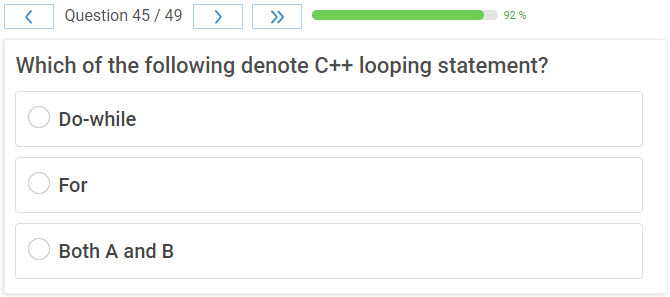 Question 45 / 49
92 %
Which of the following denote C++ looping statement?
Do-while
For
Both A and B